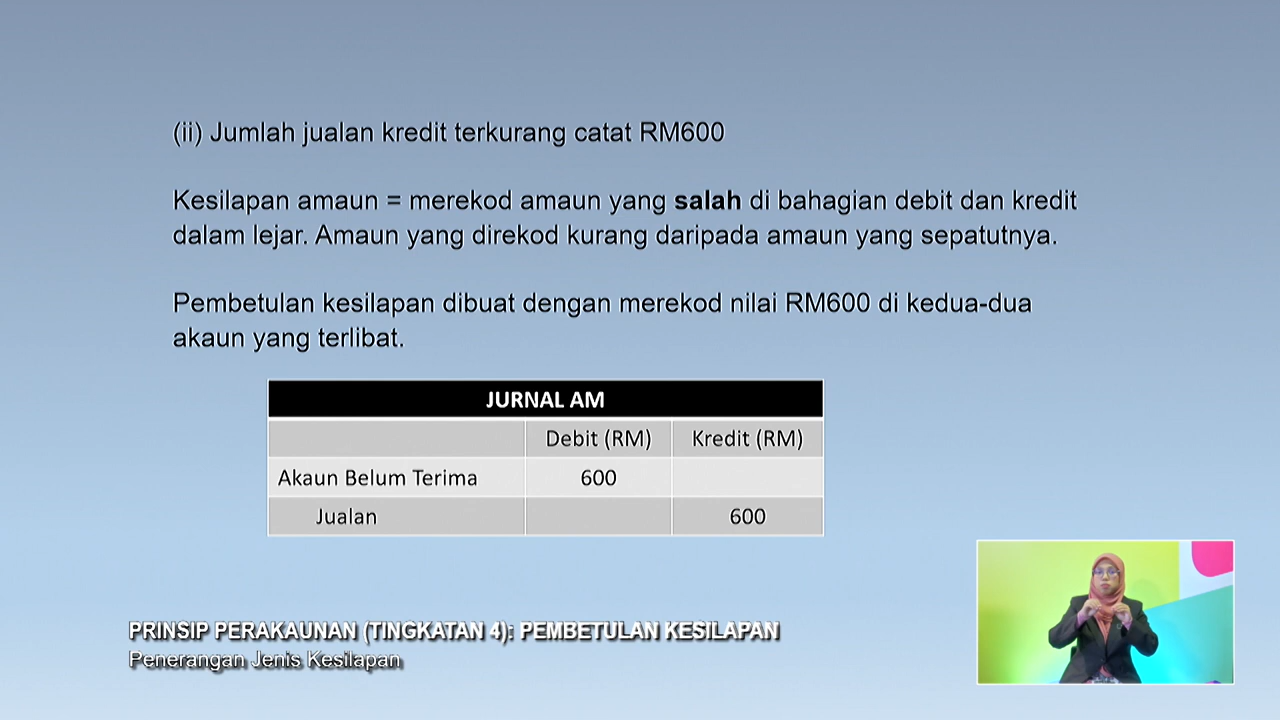 (ii) Jumlah jualan kredit terkurang catat RM600
Kesilapan amaun = merekod amaun yang salah di bahagian debit dan kredit
dalam lejar. Amaun yang direkod kurang daripada amaun yang sepatutnya.
Pembetulan kesilapan dibuat dengan merekod nilai RM600 di kedua-dua
akaun yang terlibat.
JURNAL AM
Debit (RM) Kredit (RM)
Akaun Belum Terima 600
Jualan 600
PRINSIP PERAKAUNAN (TINGKATAN 4): PEMBETULAN KESILAPAN
Penerangan Jenis Kesilapan